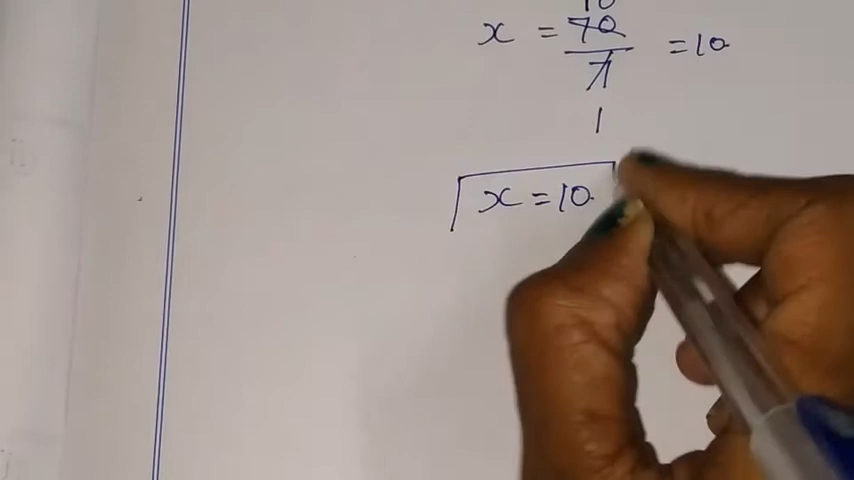 10
x = 70/7 = 10
1
x = 10